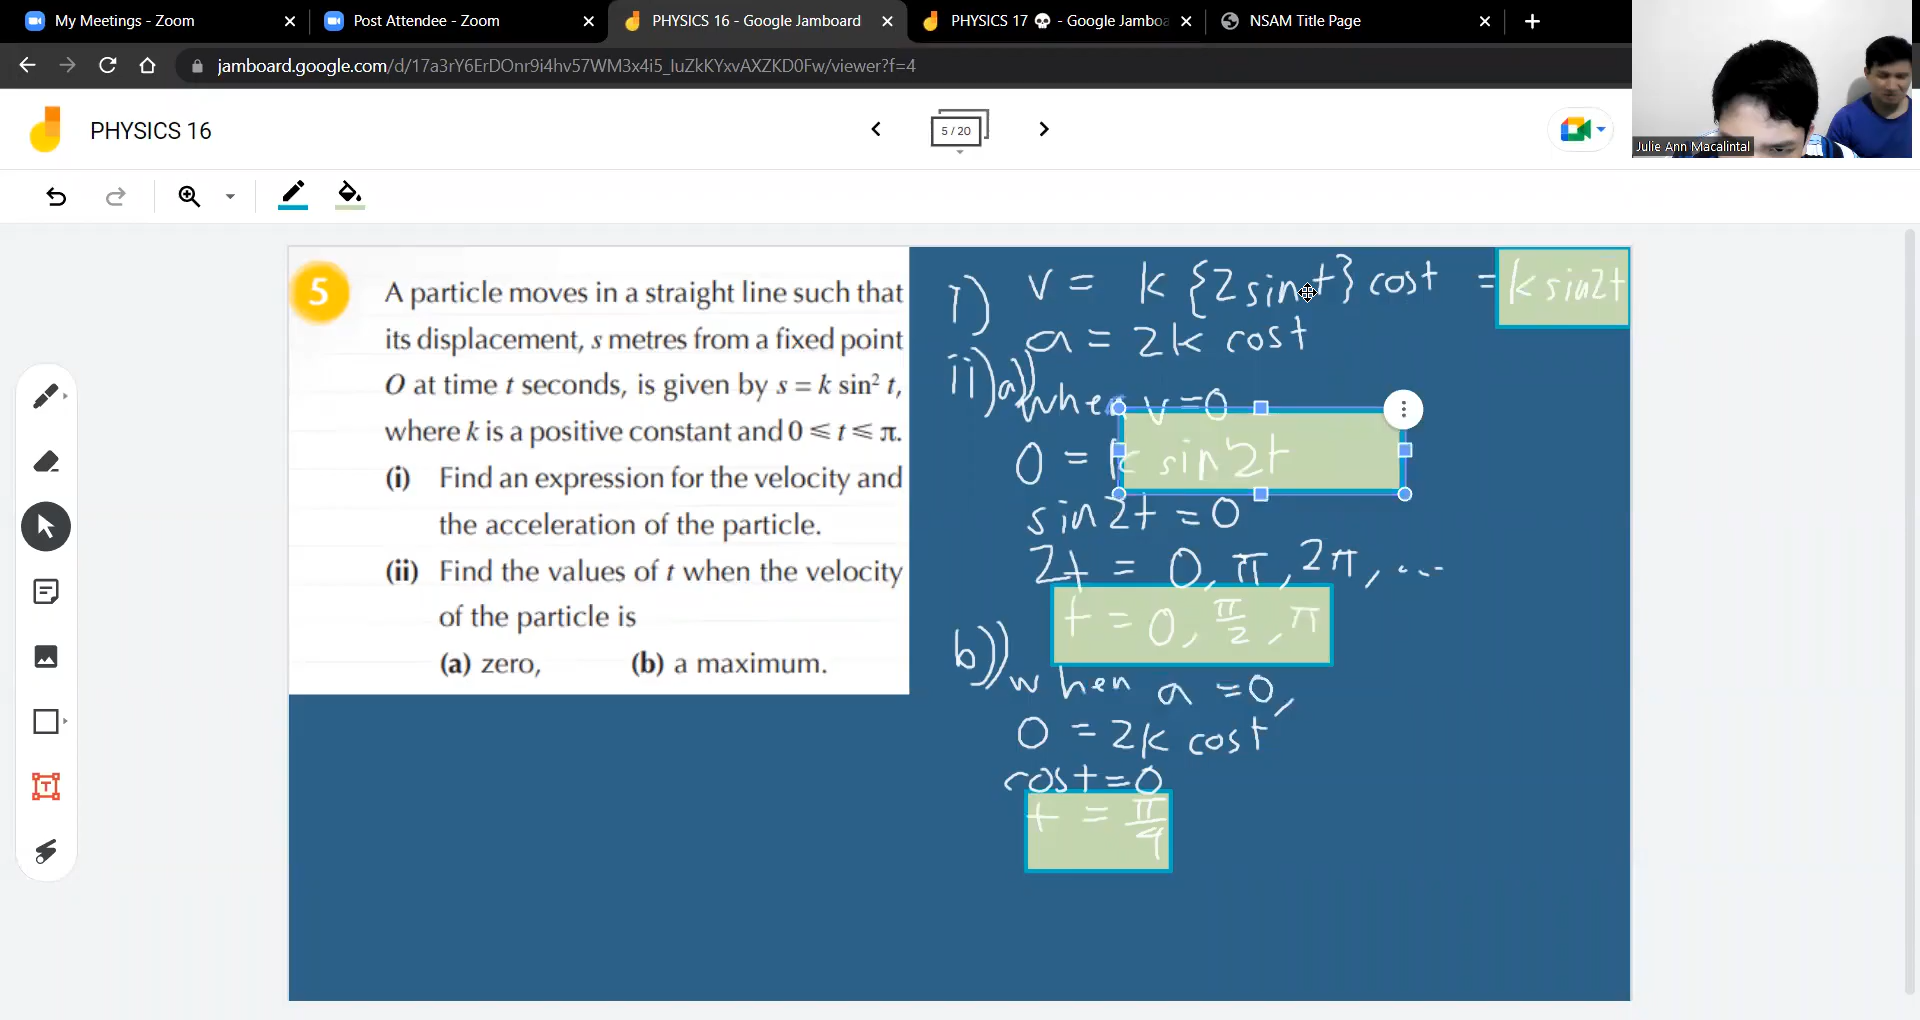 My Meetings - Zoom
Post Attendee - Zoom
PHYSICS 16 - Google Jamboard
PHYSICS 17 💀 - Google Jamboa
NSAM Title Page
jamboard.google.com/d/17a3rY6ErDOnr9i4hv57WM3x4i5_IuZkKYxvAXZKD0Fw/viewer?f=4
Julie Ann Macalintal
PHYSICS 16
5 / 20
5
A particle moves in a straight line such that
its displacement, s metres from a fixed point
O at time t seconds, is given by s = k sin² t,
where k is a positive constant and 0 ⩽ t ⩽ π.
(i) Find an expression for the velocity and
the acceleration of the particle.
(ii) Find the values of t when the velocity
of the particle is
(a) zero, (b) a maximum.
i) v = k {2 sin t} cos t = k sin2t
a = 2k cos t
ii) a) when v = 0
0 = k sin 2t
sin 2t = 0
2t = 0, π, 2π, ...
t = 0, π/2, π
b)) when a = 0,
0 = 2k cos t
cos t = 0
t = π/4